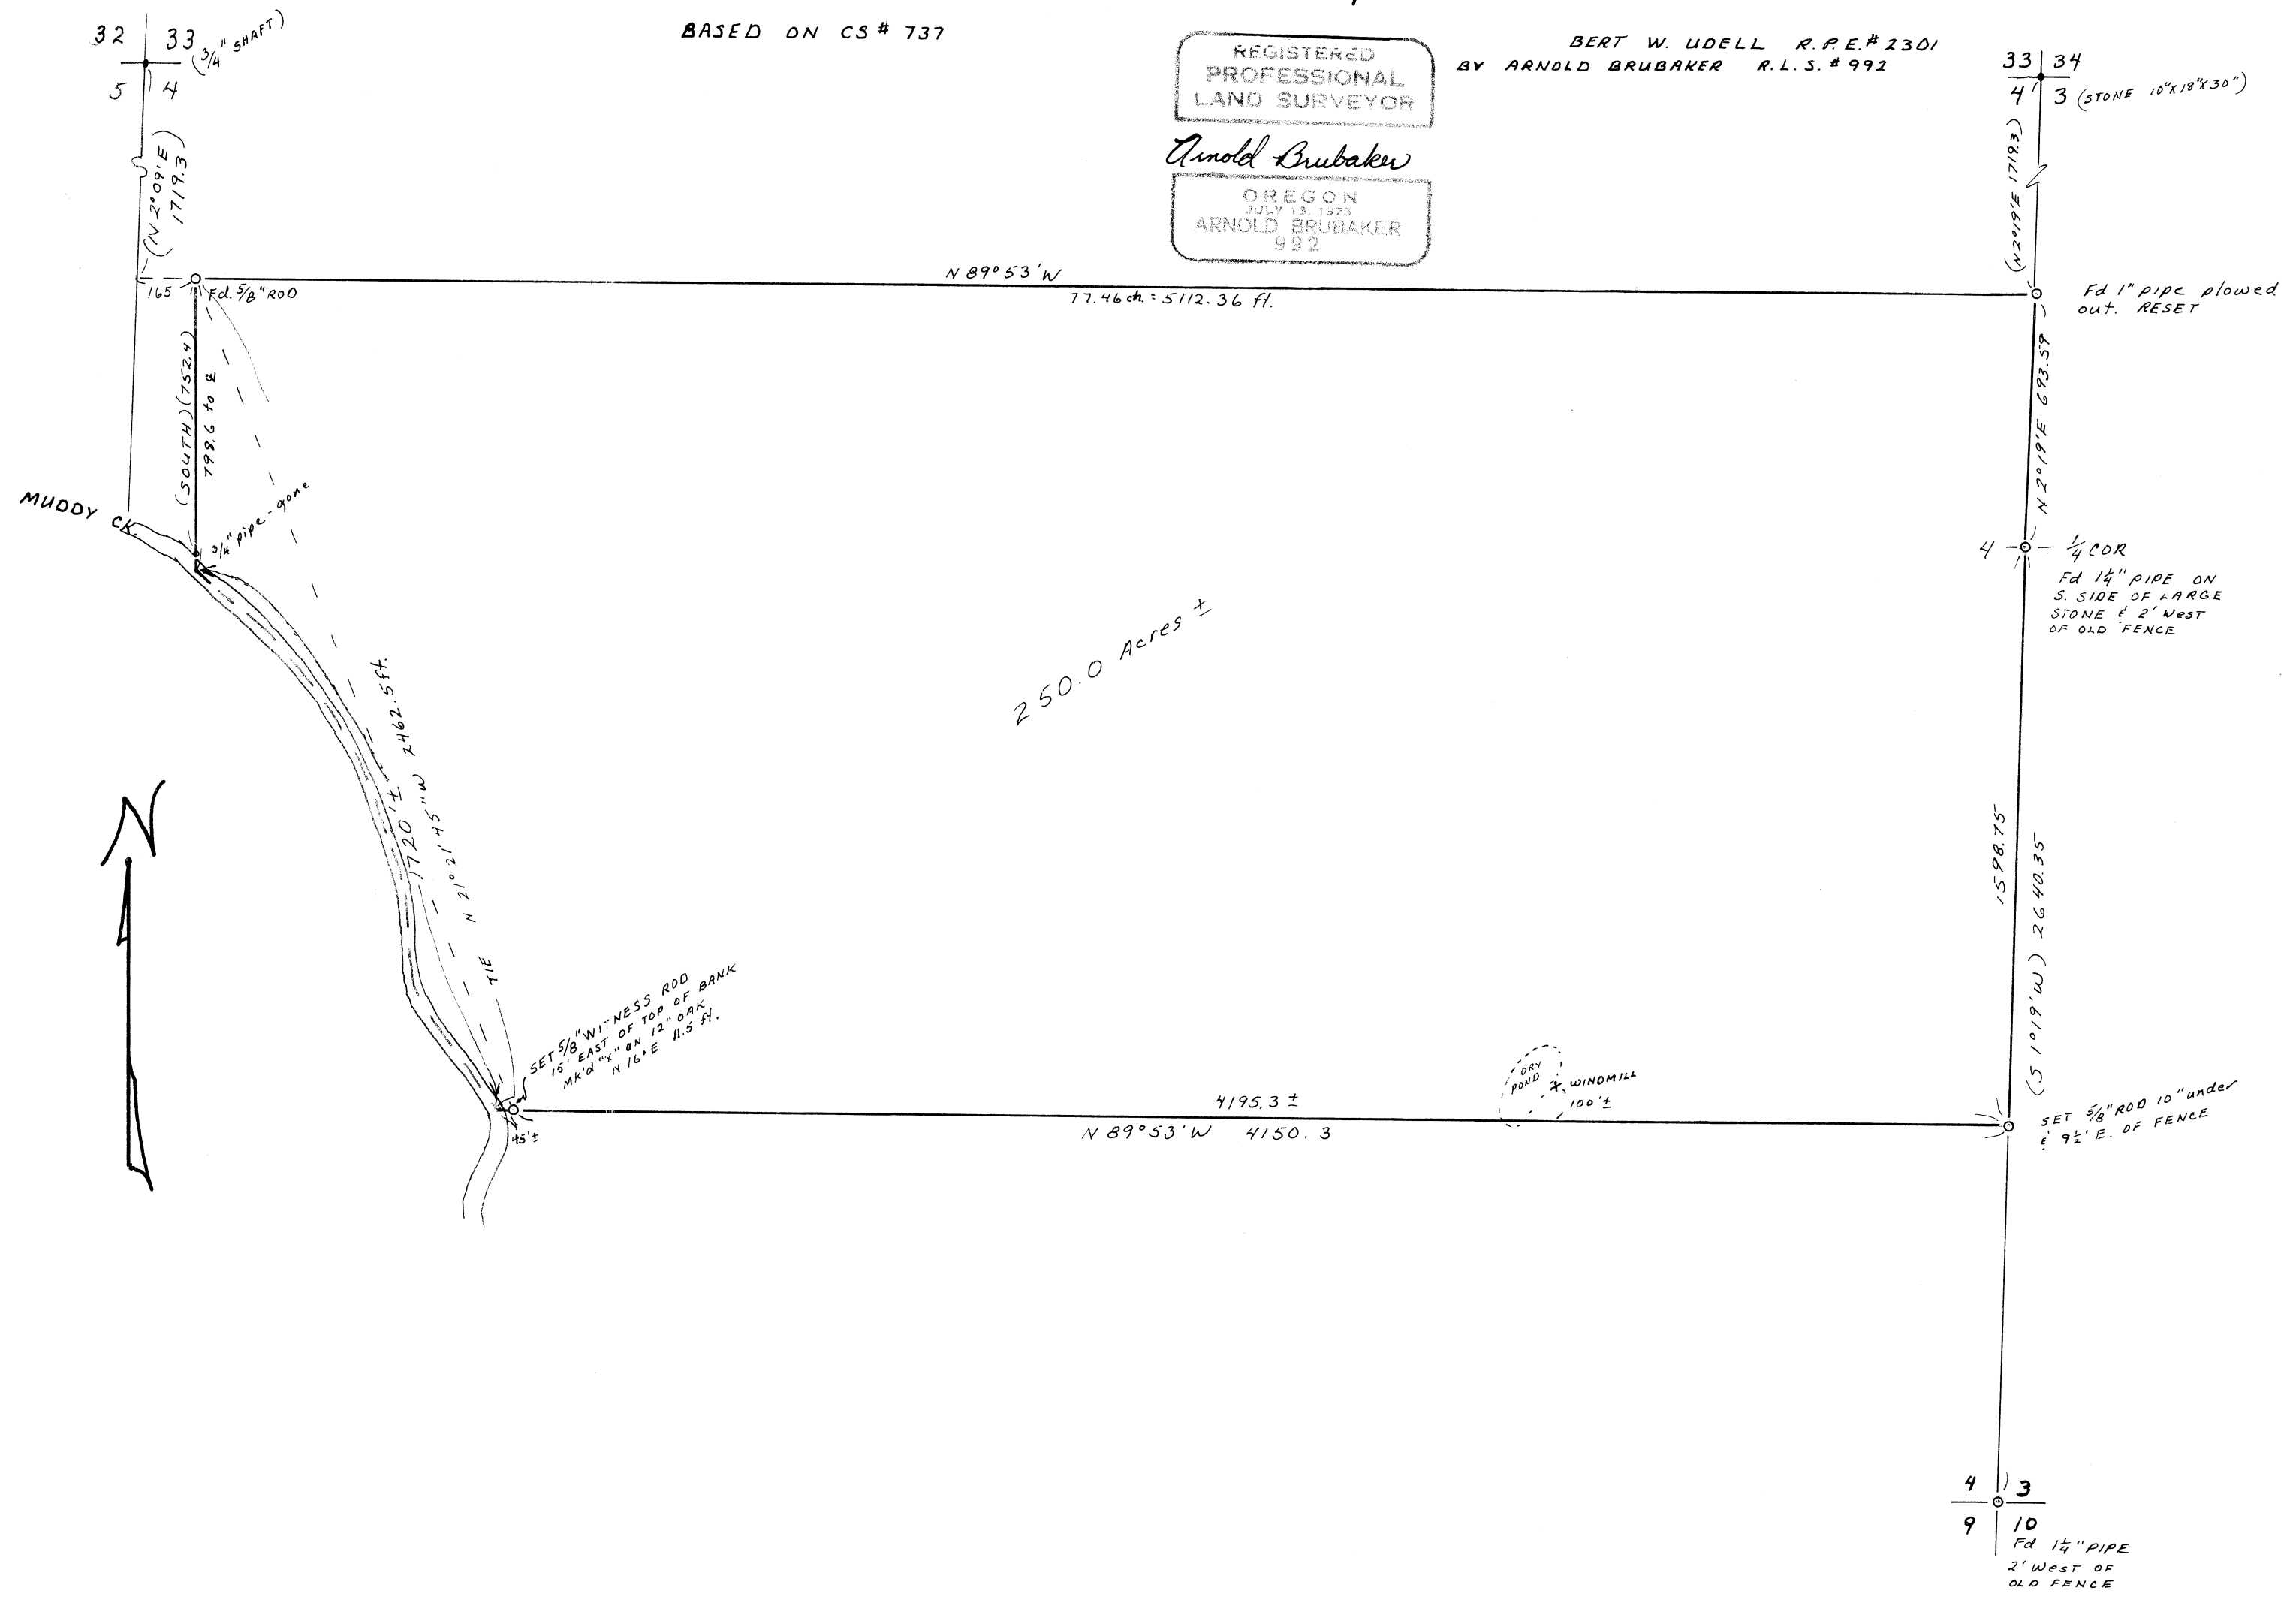 BASED ON CS# 737
BERT W. UDELL R.P.E.#2301
BY ARNOLD BRUBAKER R.L.S.#992
REGISTERED
PROFESSIONAL
LAND SURVEYOR
Arnold Brubaker
OREGON
JULY 13, 1973
ARNOLD BRUBAKER
992
32 33
(3/4" SHAFT)
5 4
(N 2°09'E
1719.3)
33 34
4 3 (STONE 10"X18"X30")
(N2°19'E 1719.3)
165
Fd. 5/8" ROD
N 89°53'W
77.46 ch. = 5112.36 ft.
Fd 1" pipe plowed
out. RESET
(SOUTH)(752.4)
798.6 to ℄
N 2°19'E 693.59
MUDDY CK.
3/4" pipe-gone
4
1/4 COR
Fd 1 1/4" PIPE ON
S. SIDE OF LARGE
STONE & 2' West
OF OLD FENCE
250.0 Acres ±
1720'±
N 21°21'45"W 2462.5ft.
TIE
N
1598.75
(S 1°19'W) 2640.35
SET 5/8" WITNESS ROD
15' EAST OF TOP OF BANK
MK'd "X" ON 12" OAK
N 16°E 11.5 ft.
45'±
4195.3 ±
N 89°53'W 4150.3
DRY
POND
WINDMILL
100'±
SET 5/8" ROD 10" under
& 9 1/2' E. OF FENCE
4 3
9 10
Fd 1 1/4" PIPE
2' West OF
OLD FENCE